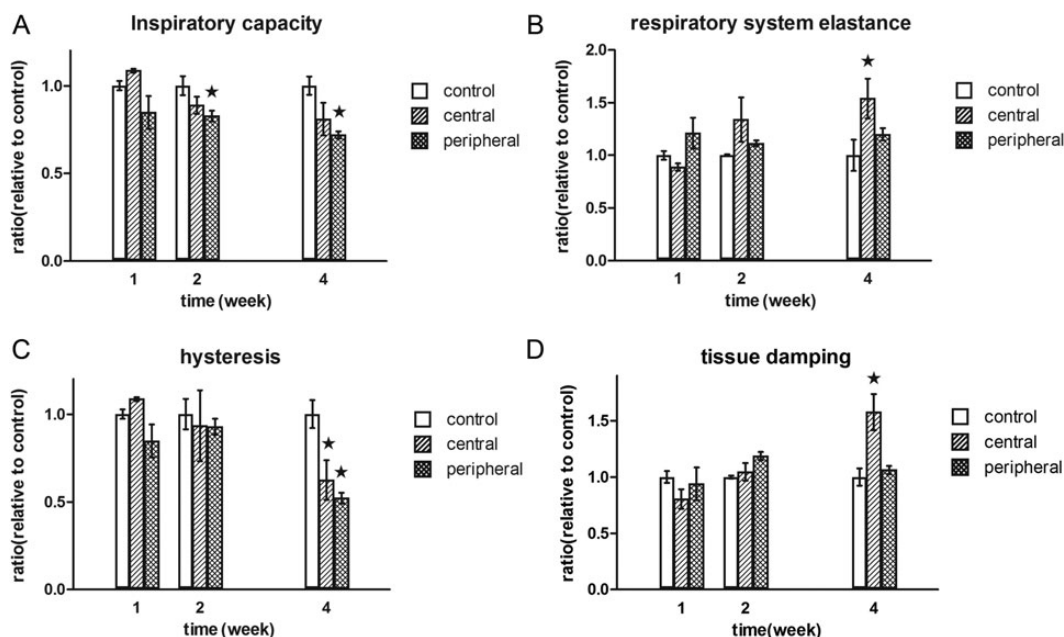 A
Inspiratory capacity
ratio(relative to control)
1.0
0.5
0.0
1
2
4
time (week)
control
central
peripheral
★
★
B
respiratory system elastance
ratio(relative to control)
2.0
1.5
1.0
0.5
0.0
1
2
4
time (week)
control
central
peripheral
★
C
hysteresis
ratio(relative to control)
1.0
0.5
0.0
1
2
4
time (week)
control
central
peripheral
★
★
D
tissue damping
ratio(relative to control)
1.5
1.0
0.5
0.0
1
2
4
time(week)
control
central
peripheral
★